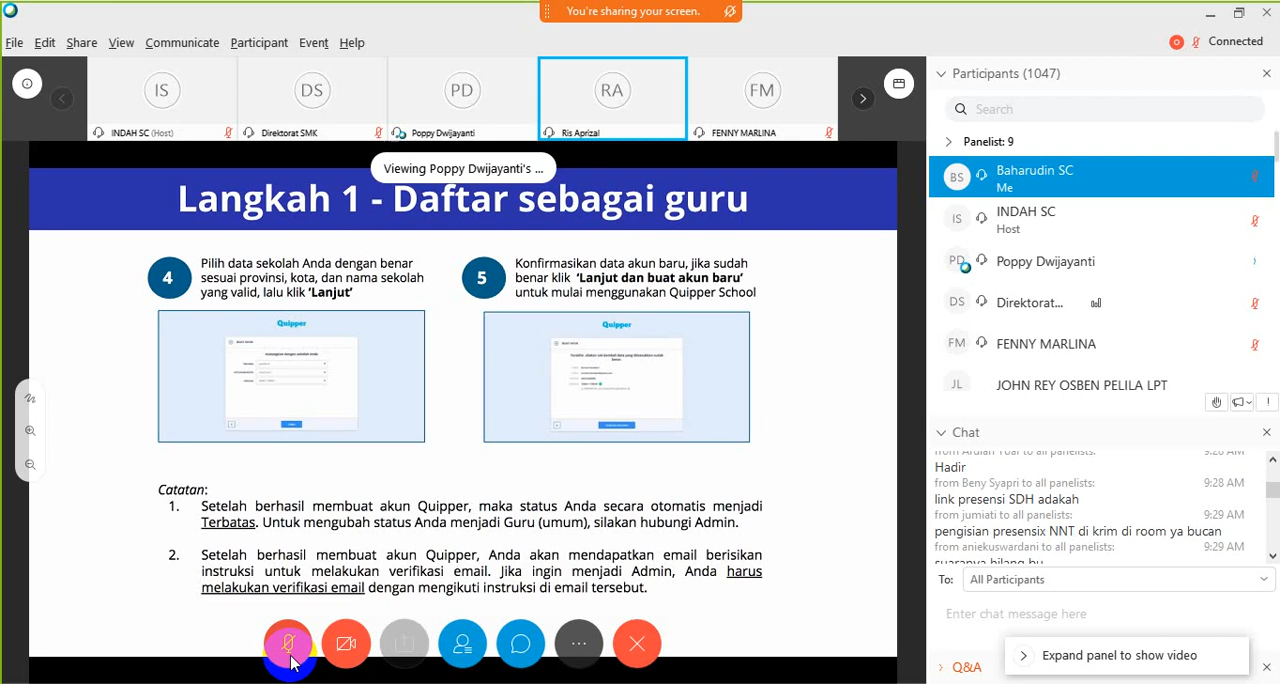 You're sharing your screen.
File Edit Share View Communicate Participant Event Help
Connected
IS
DS
PD
RA
FM
INDAH SC (Host)
Direktorat SMK
Poppy Dwijayanti
Ris Aprizal
FENNY MARLINA
Viewing Poppy Dwijayanti's ...
Langkah 1 - Daftar sebagai guru
4
Pilih data sekolah Anda dengan benar
sesuai provinsi, kota, dan nama sekolah
yang valid, lalu klik ‘Lanjut’
5
Konfirmasikan data akun baru, jika sudah
benar klik ‘Lanjut dan buat akun baru’
untuk mulai menggunakan Quipper School
Quipper
Quipper
Catatan:
1. Setelah berhasil membuat akun Quipper, maka status Anda secara otomatis menjadi
Terbatas. Untuk mengubah status Anda menjadi Guru (umum), silakan hubungi Admin.
2. Setelah berhasil membuat akun Quipper, Anda akan mendapatkan email berisikan
instruksi untuk melakukan verifikasi email. Jika ingin menjadi Admin, Anda harus
melakukan verifikasi email dengan mengikuti instruksi di email tersebut.
Participants (1047)
Search
Panelist: 9
BS
Baharudin SC
Me
IS
INDAH SC
Host
PD
Poppy Dwijayanti
DS
Direktorat...
FM
FENNY MARLINA
JL
JOHN REY OSBEN PELILA LPT
Chat
to all panelists: 9:28 AM
Hadir
from Beny Syapri to all panelists: 9:28 AM
link presensi SDH adakah
from jumiati to all panelists: 9:29 AM
pengisian presensix NNT di krim di room ya bucan
from aniekuswardani to all panelists: 9:29 AM
To: All Participants
Enter chat message here
Q&A
Expand panel to show video